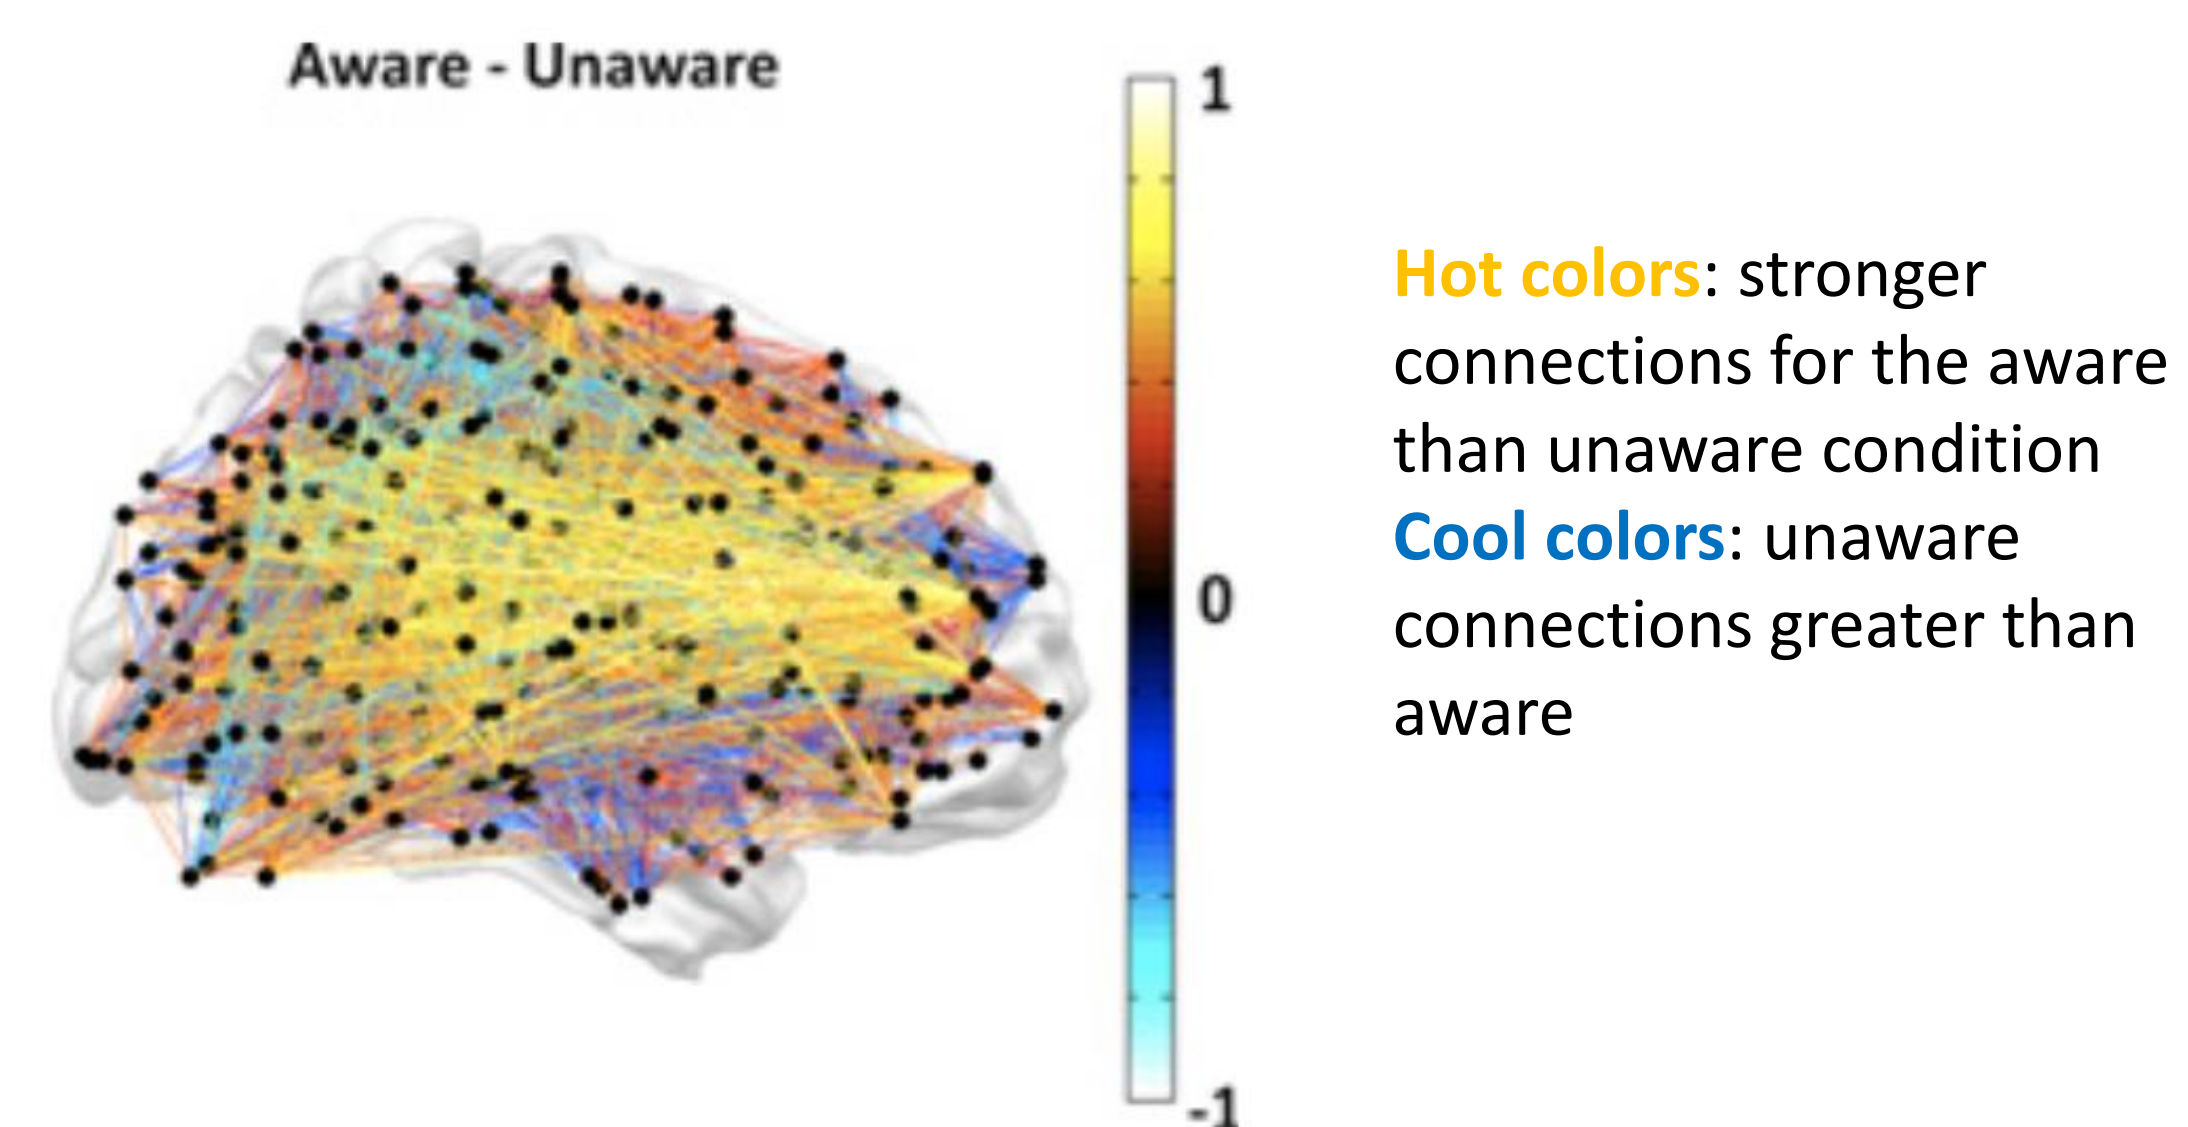 Aware - Unaware
1
0
-1
Hot colors: stronger
connections for the aware
than unaware condition
Cool colors: unaware
connections greater than
aware